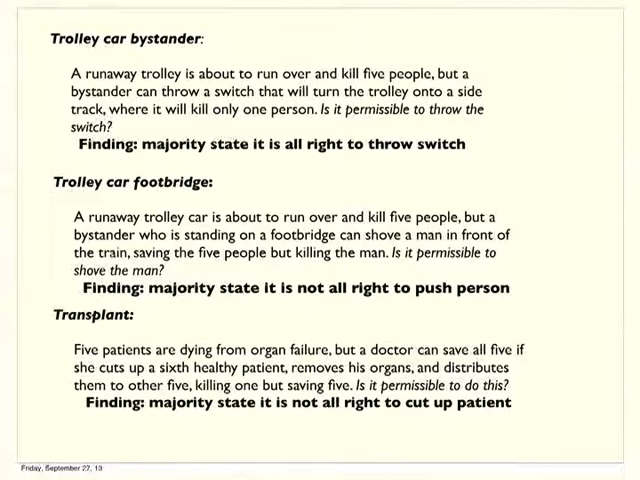 Trolley car bystander:
A runaway trolley is about to run over and kill five people, but a
bystander can throw a switch that will turn the trolley onto a side
track, where it will kill only one person. Is it permissible to throw the
switch?
Finding: majority state it is all right to throw switch
Trolley car footbridge:
A runaway trolley car is about to run over and kill five people, but a
bystander who is standing on a footbridge can shove a man in front of
the train, saving the five people but killing the man. Is it permissible to
shove the man?
Finding: majority state it is not all right to push person
Transplant:
Five patients are dying from organ failure, but a doctor can save all five if
she cuts up a sixth healthy patient, removes his organs, and distributes
them to other five, killing one but saving five. Is it permissible to do this?
Finding: majority state it is not all right to cut up patient
Friday, September 27, 13